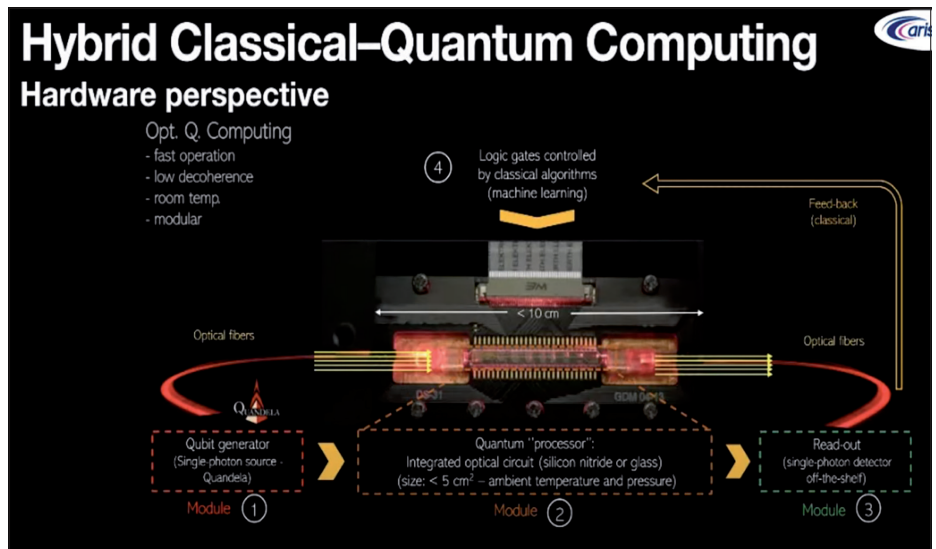 Hybrid Classical–Quantum Computing
aris
Hardware perspective
Opt. Q. Computing
- fast operation
- low decoherence
- room temp.
- modular
4
Logic gates controlled
by classical algorithms
(machine learning)
Feed-back
(classical)
< 10 cm
Optical fibers
Optical fibers
QUANDELA
Qubit generator
(Single-photon source -
Quandela)
Module 1
Quantum "processor":
Integrated optical circuit (silicon nitride or glass)
(size: < 5 cm² – ambient temperature and pressure)
Module 2
Read-out
(single-photon detector
off-the-shelf)
Module 3